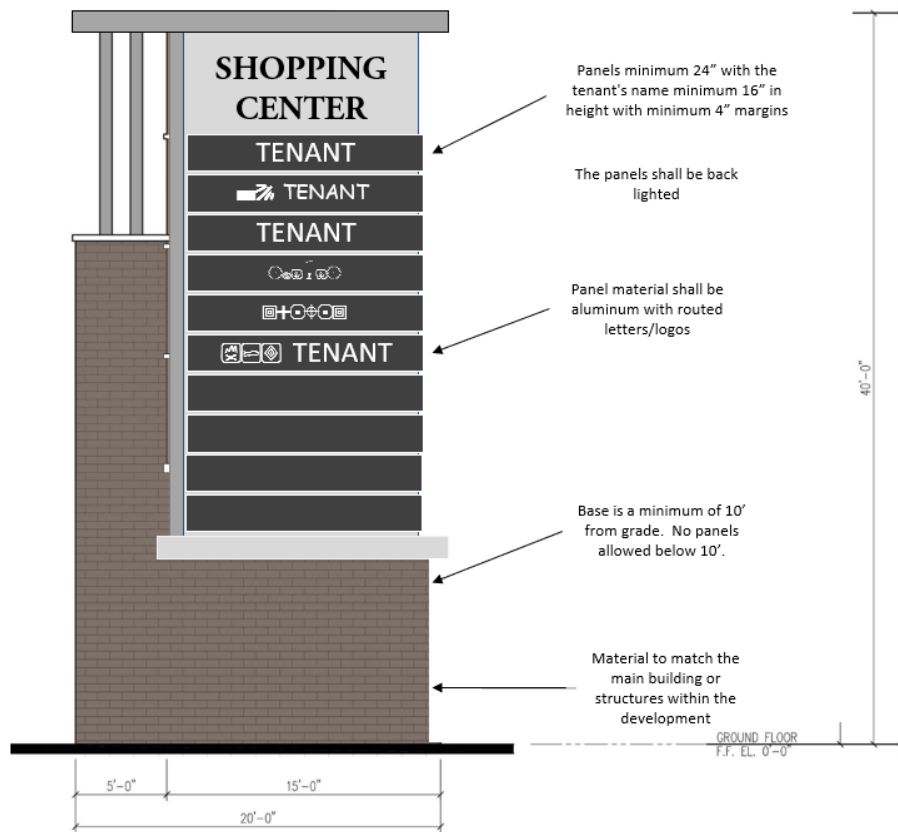 SHOPPING
CENTER
TENANT
TENANT
TENANT
TENANT
Panels minimum 24” with the
tenant's name minimum 16” in
height with minimum 4” margins
The panels shall be back
lighted
Panel material shall be
aluminum with routed
letters/logos
Base is a minimum of 10’
from grade.  No panels
allowed below 10’.
Material to match the
main building or
structures within the
development
40'-0"
GROUND FLOOR
F.F. EL. 0'-0"
5'-0"
15'-0"
20'-0"